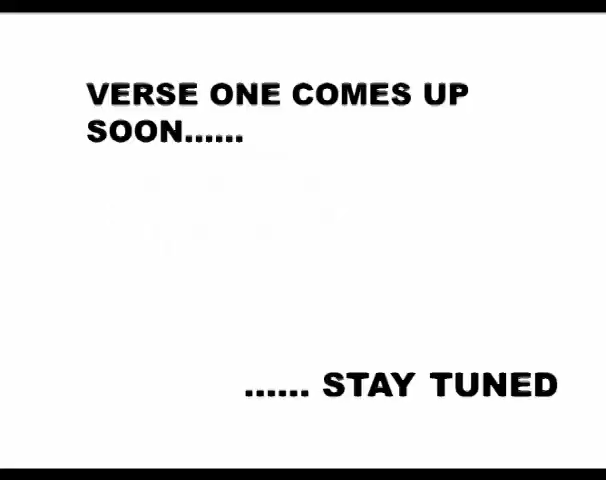 VERSE ONE COMES UP
SOON......
...... STAY TUNED